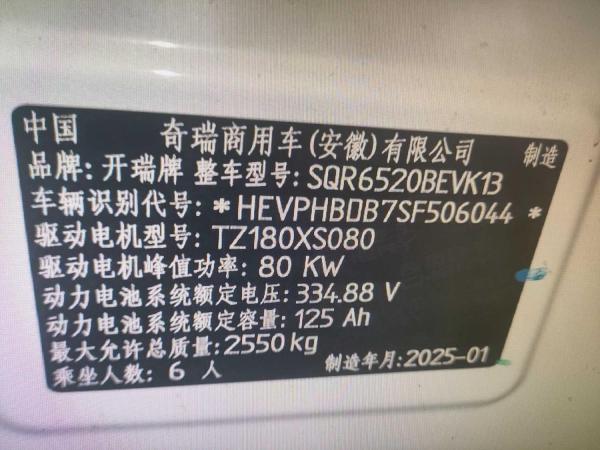 中国 奇瑞商用车(安徽)有限公司 制造
品牌: 开瑞牌 整车型号: SQR6520BEVK13
车辆识别代号: *HEVPHBDB7SF506044*
驱动电机型号: TZ180XS080
驱动电机峰值功率: 80 KW
动力电池系统额定电压: 334.88 V
动力电池系统额定容量: 125 Ah
最大允许总质量: 2550 kg
乘坐人数: 6 人 制造年月: 2025-01